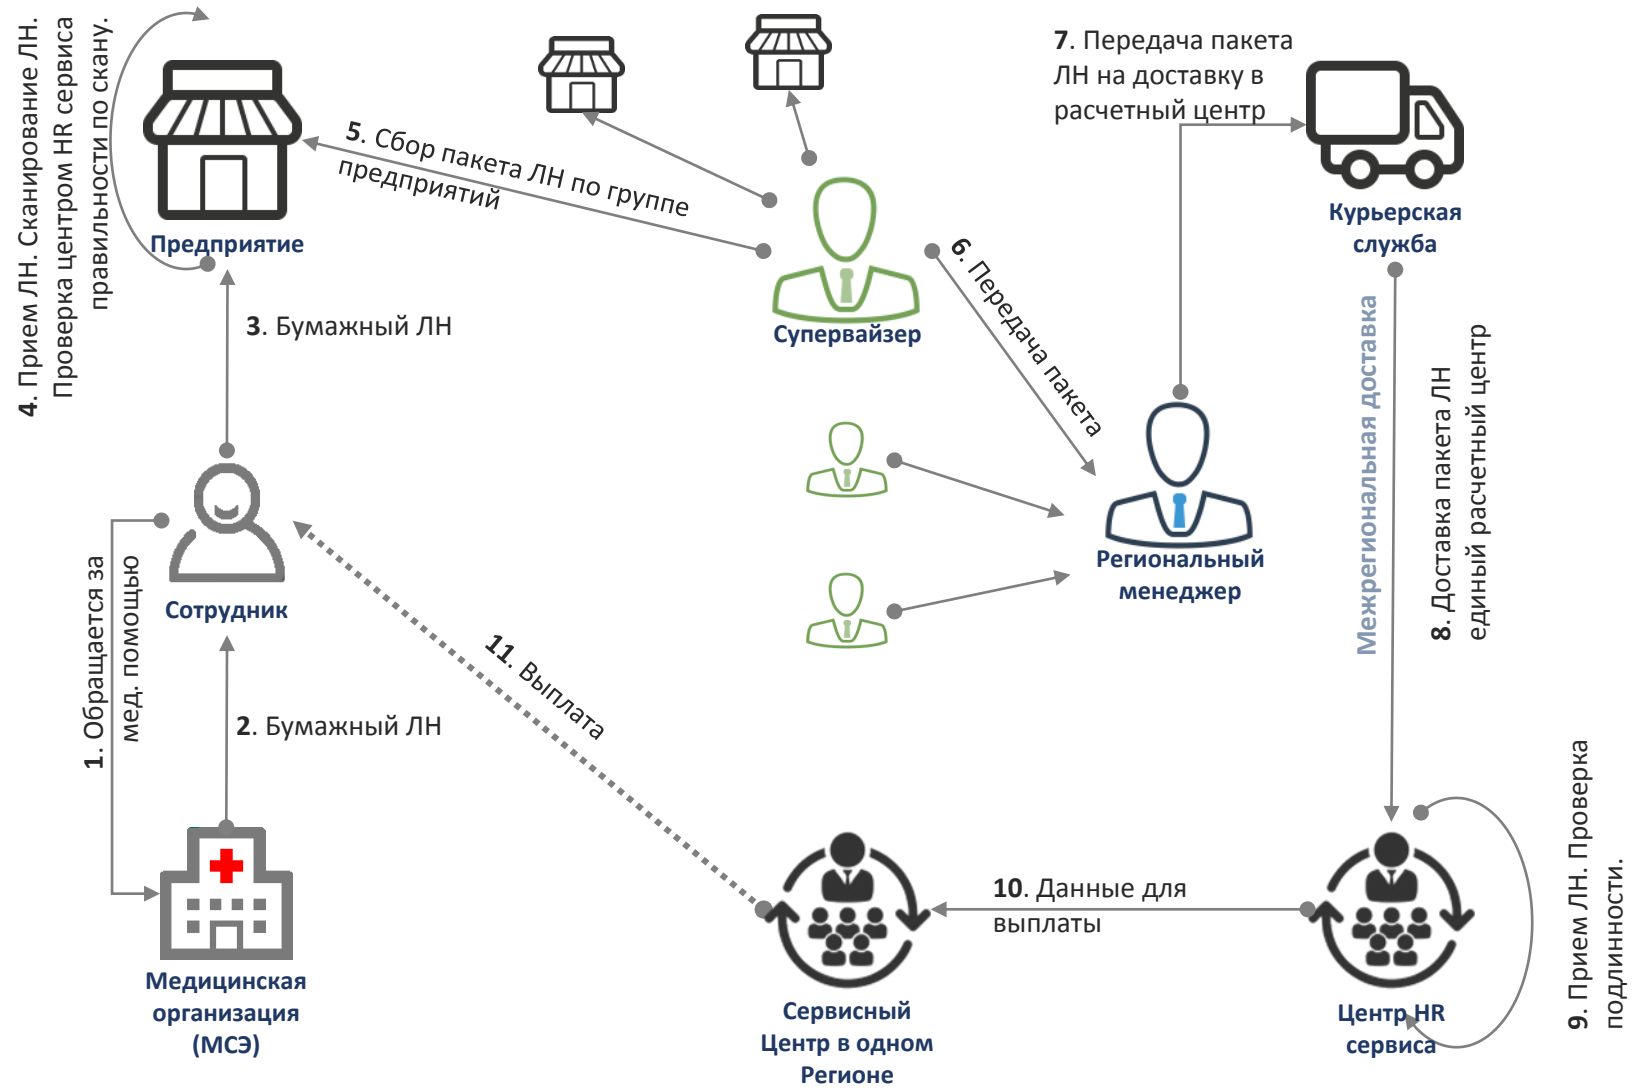 4. Прием ЛН. Сканирование ЛН.
Проверка центром HR сервиса
правильности по скану.
Предприятие
5. Сбор пакета ЛН по группе
предприятий
7. Передача пакета
ЛН на доставку в
расчетный центр
Курьерская
служба
Супервайзер
6. Передача пакета
3. Бумажный ЛН
Межрегиональная доставка
8. Доставка пакета ЛН
единый расчетный центр
Региональный
менеджер
Сотрудник
1. Обращается за
мед. помощью
2. Бумажный ЛН
11. Выплата
Медицинская
организация
(МСЭ)
10. Данные для
выплаты
Сервисный
Центр в одном
Регионе
Центр HR
сервиса
9. Прием ЛН. Проверка
подлинности.